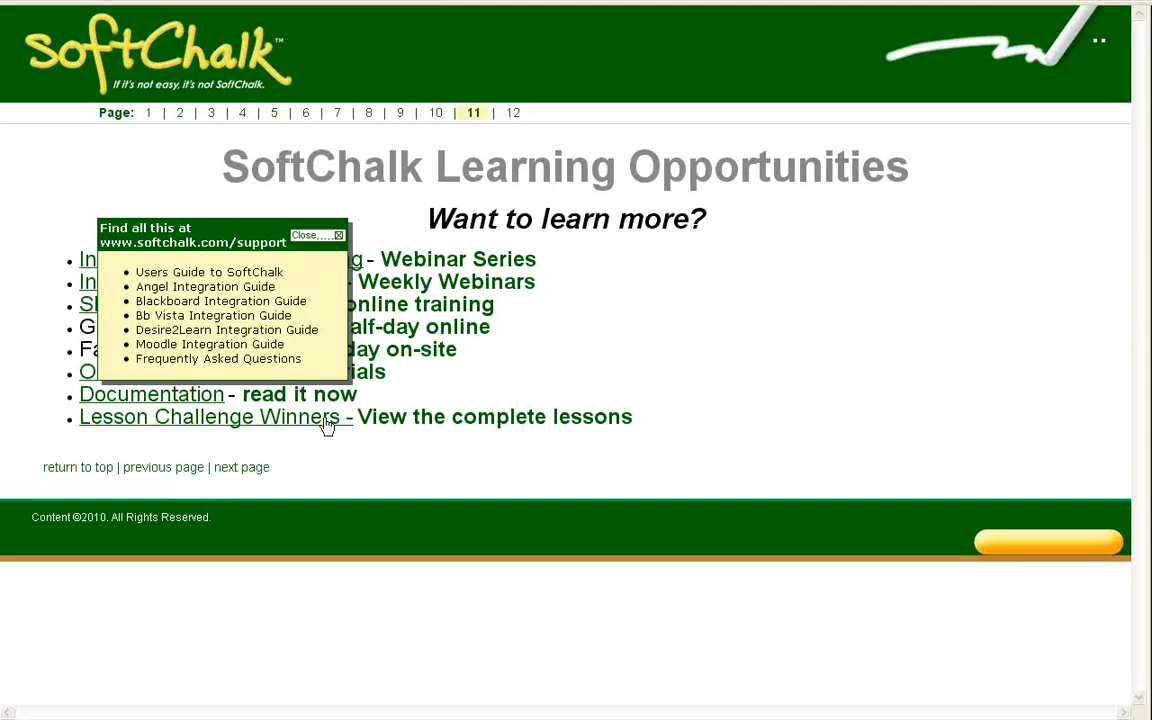 SoftChalk™
If it's not easy, it's not SoftChalk.
Page: 1 | 2 | 3 | 4 | 5 | 6 | 7 | 8 | 9 | 10 | 11 | 12
SoftChalk Learning Opportunities
Want to learn more?
Find all this at
www.softchalk.com/support
Close
Users Guide to SoftChalk
Angel Integration Guide
Blackboard Integration Guide
Bb Vista Integration Guide
Desire2Learn Integration Guide
Moodle Integration Guide
Frequently Asked Questions
- Webinar Series
- Weekly Webinars
online training
day on-site
Documentation - read it now
Lesson Challenge Winners - View the complete lessons
return to top | previous page | next page
Content ©2010. All Rights Reserved.